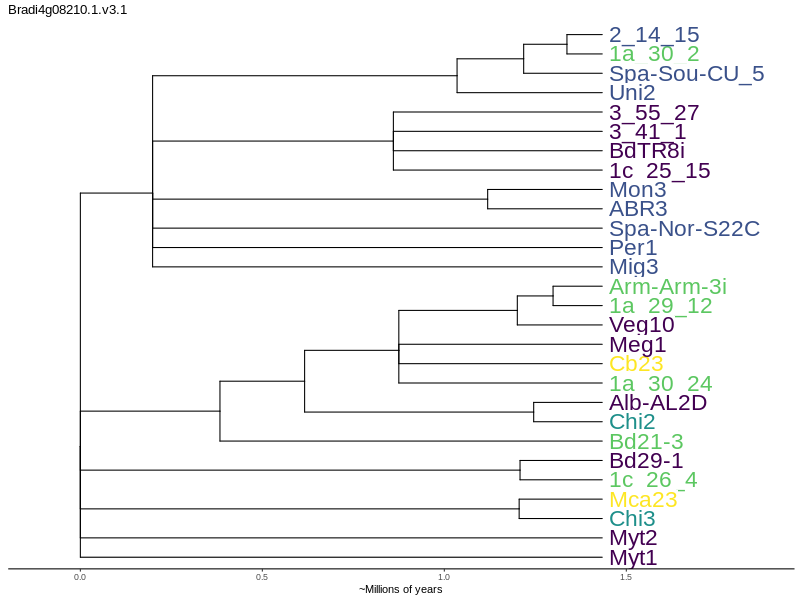 Bradi4g08210.1.v3.1
2_14_15
1a_30_2
Spa-Sou-CU_5
Uni2
3_55_27
3_41_1
BdTR8i
1c_25_15
Mon3
ABR3
Spa-Nor-S22C
Per1
Mig3
Arm-Arm-3i
1a_29_12
Veg10
Meg1
Cb23
1a_30_24
Alb-AL2D
Chi2
Bd21-3
Bd29-1
1c_26_4
Mca23
Chi3
Myt2
Myt1
0.0 0.5 1.0 1.5
~Millions of years